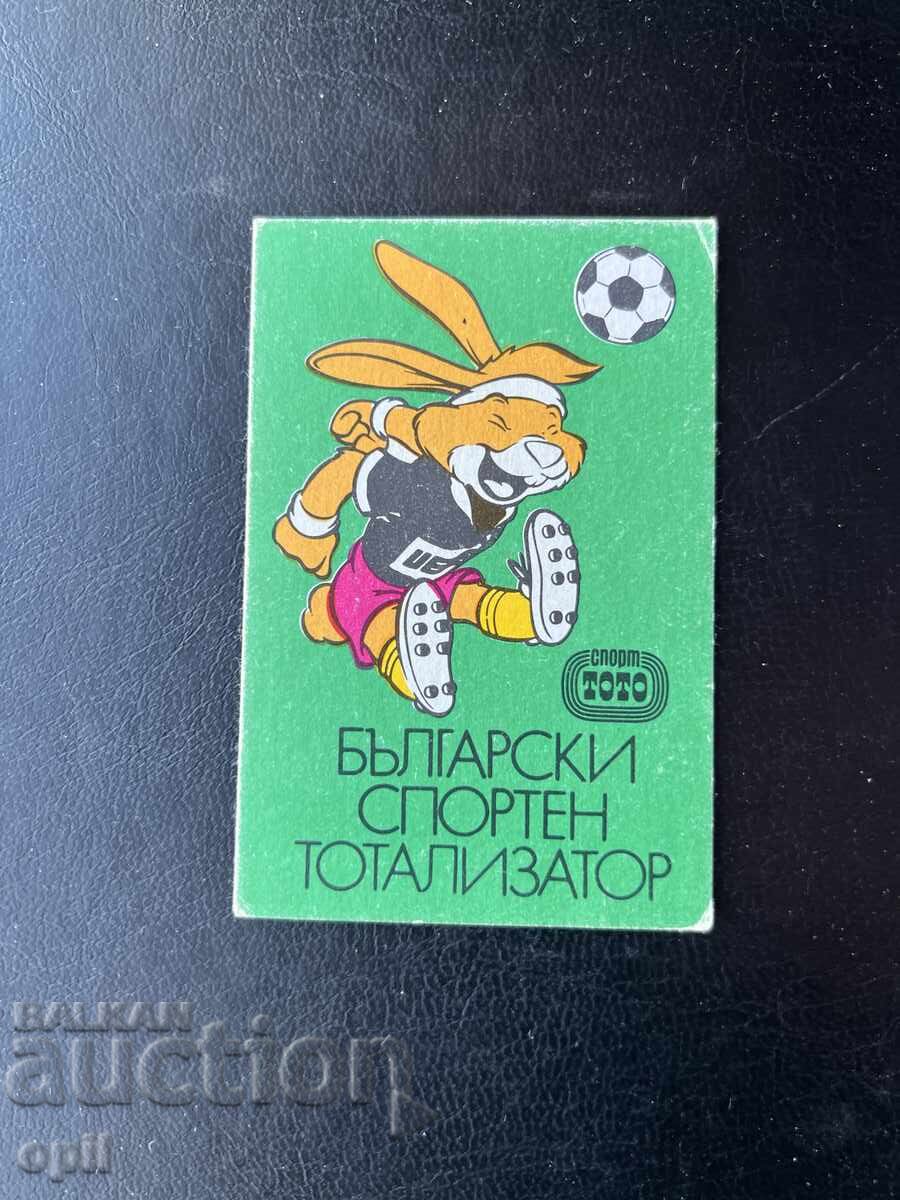 спорт
ТОТО
БЪЛГАРСКИ
СПОРТЕН
ТОТАЛИЗАТОР
BALKAN
auction
opil